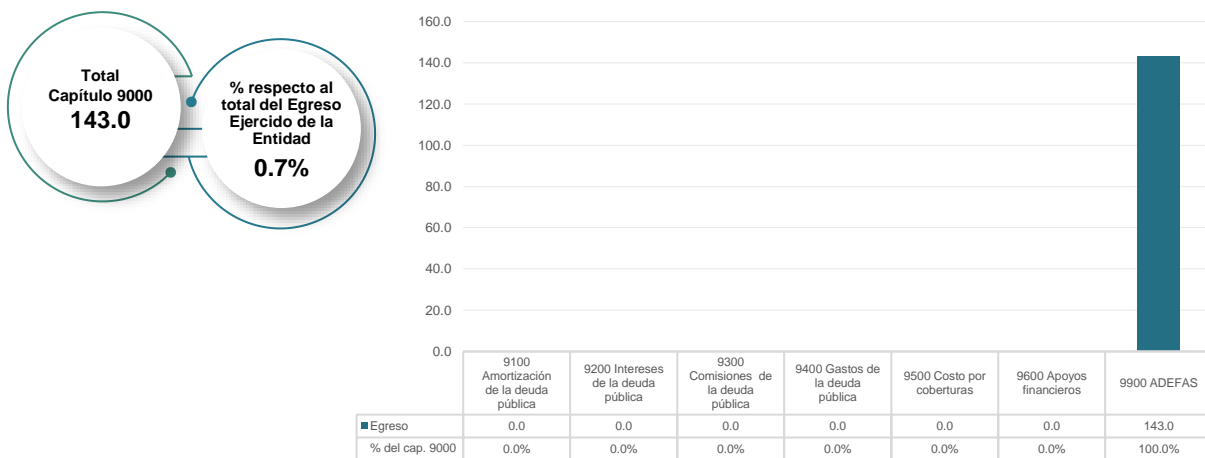 Total
Capítulo 9000
143.0
% respecto al
total del Egreso
Ejercido de la
Entidad
0.7%
160.0
140.0
120.0
100.0
80.0
60.0
40.0
20.0
0.0
9100
Amortización
de la deuda
pública
9200 Intereses
de la deuda
pública
9300
Comisiones de
la deuda
pública
9400 Gastos de
la deuda
pública
9500 Costo por
coberturas
9600 Apoyos
financieros
9900 ADEFAS
Egreso 0.0 0.0 0.0 0.0 0.0 0.0 143.0
% del cap. 9000 0.0% 0.0% 0.0% 0.0% 0.0% 0.0% 100.0%